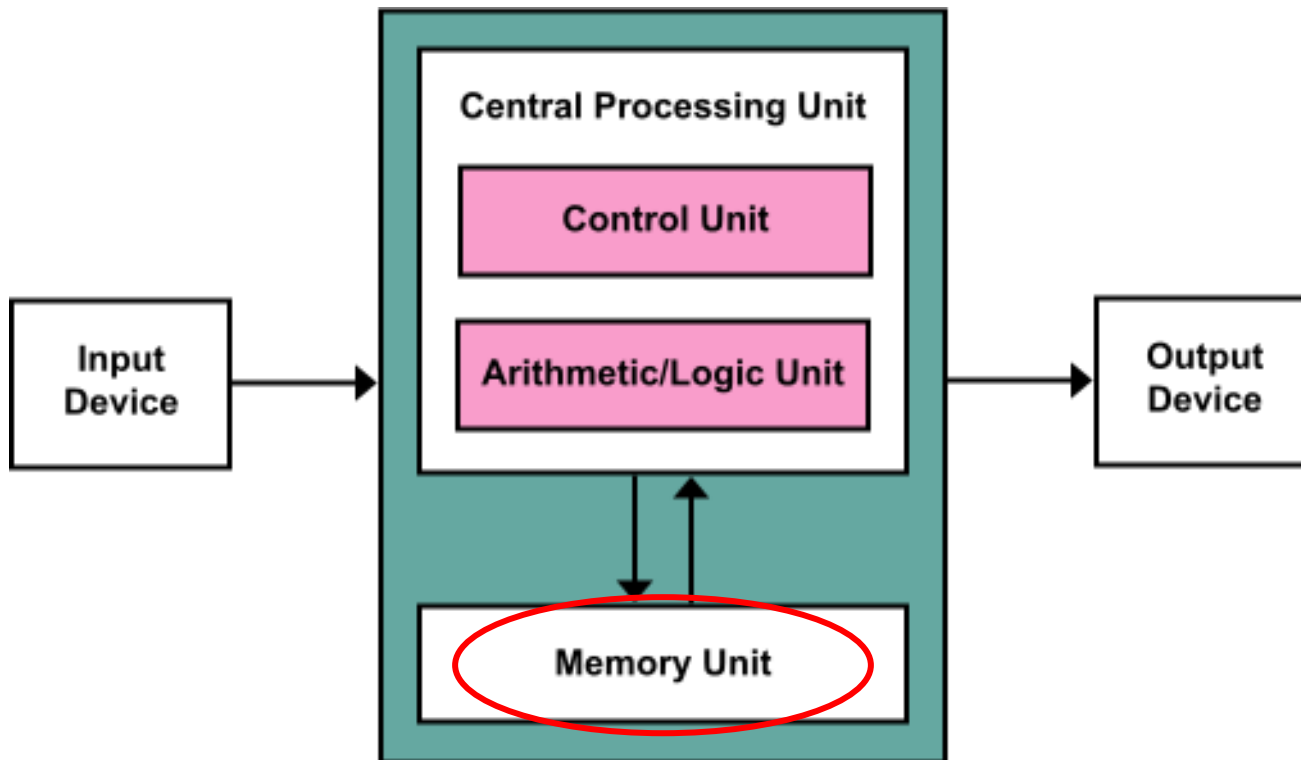 Central Processing Unit
Control Unit
Arithmetic/Logic Unit
Input
Device
Output
Device
Memory Unit